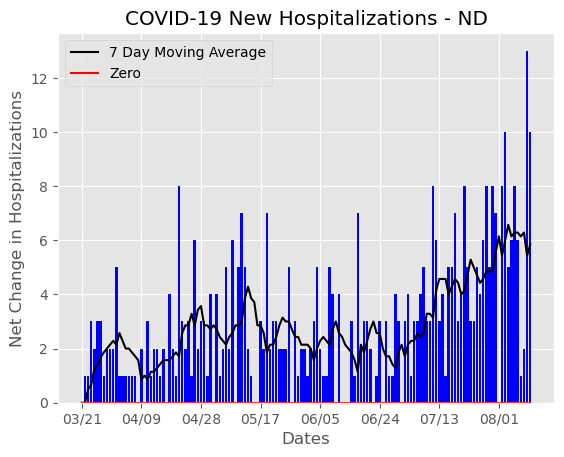 COVID-19 New Hospitalizations - ND
7 Day Moving Average
Zero
Net Change in Hospitalizations
12
10
8
6
4
2
0
03/21 04/09 04/28 05/17 06/05 06/24 07/13 08/01
Dates